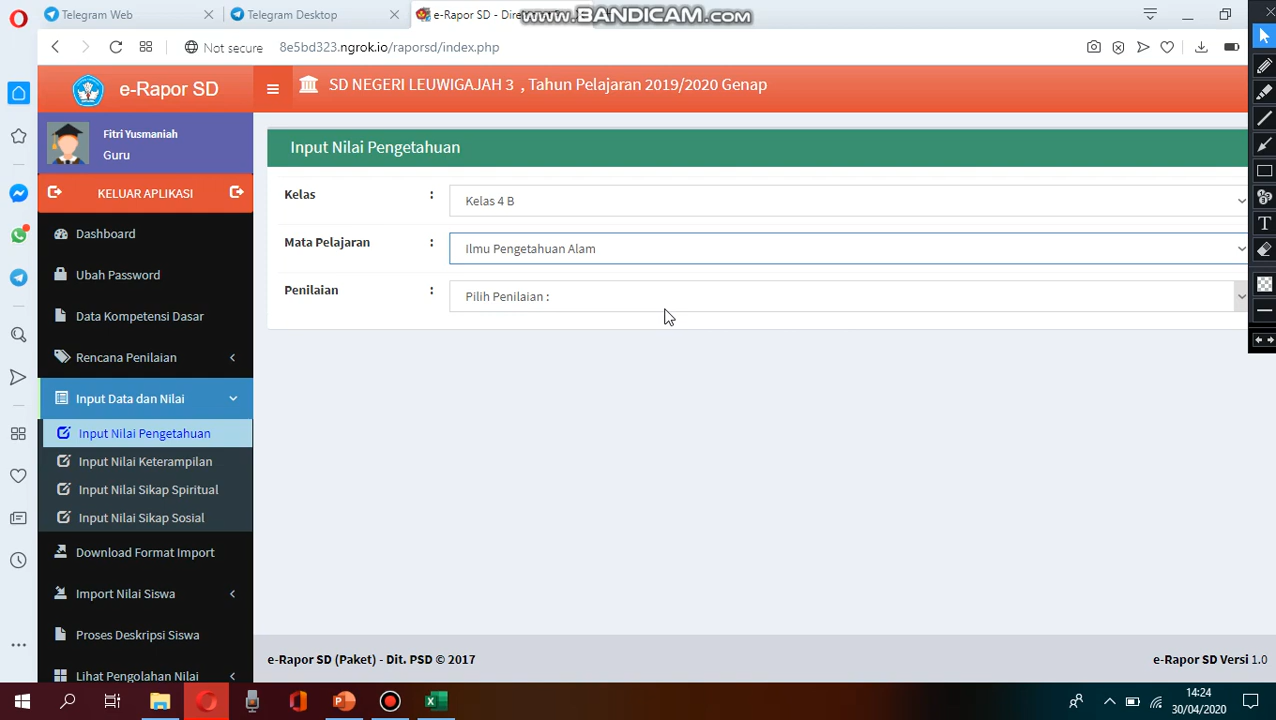 Telegram Web
Telegram Desktop
e-Rapor SD - Dire
www.BANDICAM.com
Not secure
8e5bd323.ngrok.io/raporsd/index.php
e-Rapor SD
SD NEGERI LEUWIGAJAH 3 , Tahun Pelajaran 2019/2020 Genap
Fitri Yusmaniah
Guru
KELUAR APLIKASI
Dashboard
Ubah Password
Data Kompetensi Dasar
Rencana Penilaian
Input Data dan Nilai
Input Nilai Pengetahuan
Input Nilai Keterampilan
Input Nilai Sikap Spiritual
Input Nilai Sikap Sosial
Download Format Import
Import Nilai Siswa
Proses Deskripsi Siswa
Lihat Pengolahan Nilai
Input Nilai Pengetahuan
Kelas : Kelas 4 B
Mata Pelajaran : Ilmu Pengetahuan Alam
Penilaian : Pilih Penilaian :
e-Rapor SD (Paket) - Dit. PSD © 2017
e-Rapor SD Versi 1.0
14:24
30/04/2020